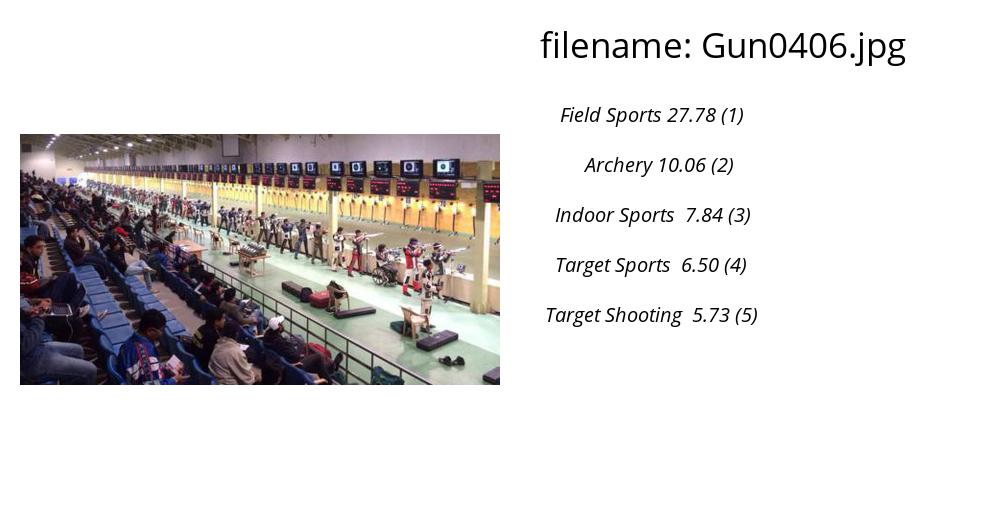 filename: Gun0406.jpg
Field Sports 27.78 (1)
Archery 10.06 (2)
Indoor Sports 7.84 (3)
Target Sports 6.50 (4)
Target Shooting 5.73 (5)